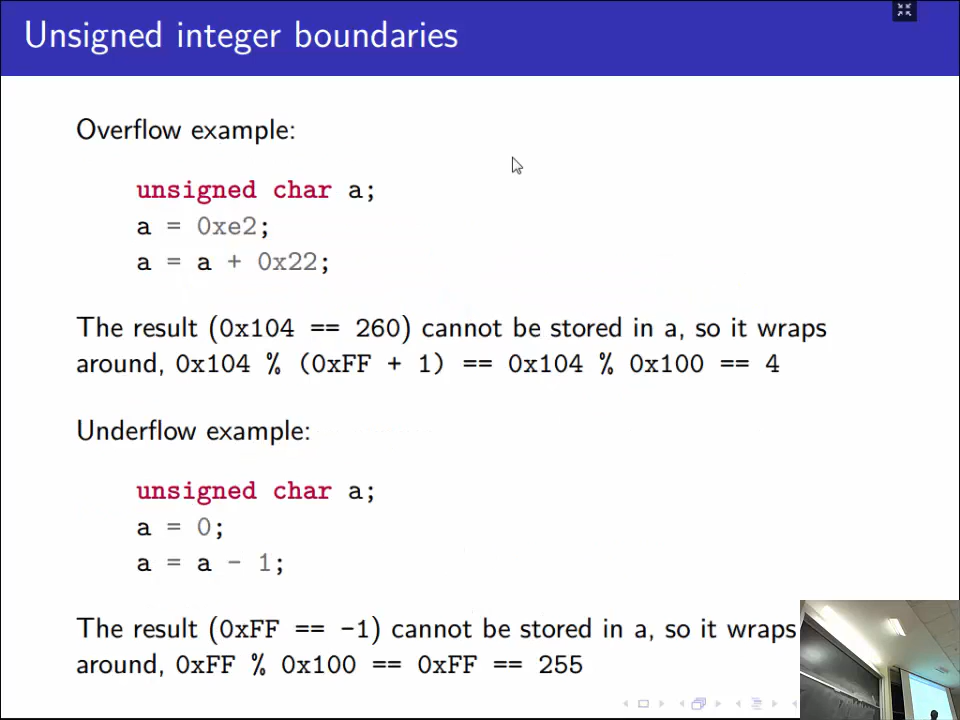 Unsigned integer boundaries
Overflow example:
unsigned char a;
a = 0xe2;
a = a + 0x22;
The result (0x104 == 260) cannot be stored in a, so it wraps
around, 0x104 % (0xFF + 1) == 0x104 % 0x100 == 4
Underflow example:
unsigned char a;
a = 0;
a = a - 1;
The result (0xFF == -1) cannot be stored in a, so it wraps
around, 0xFF % 0x100 == 0xFF == 255